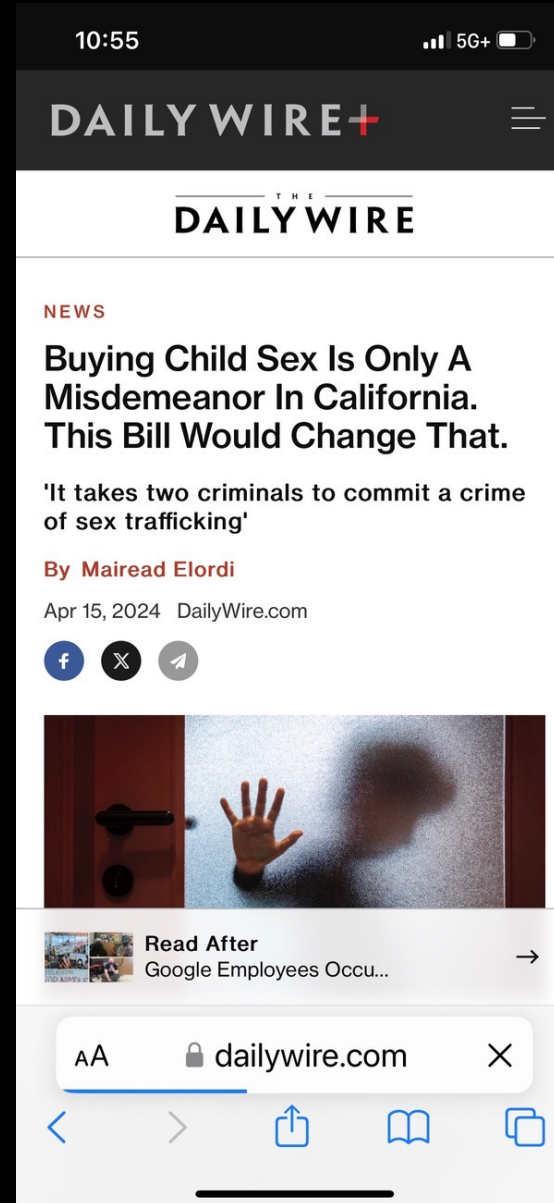 10:55
5G+
DAILY WIRE+
THE
DAILY WIRE
NEWS
Buying Child Sex Is Only A
Misdemeanor In California.
This Bill Would Change That.
'It takes two criminals to commit a crime
of sex trafficking'
By Mairead Elordi
Apr 15, 2024 DailyWire.com
Read After
Google Employees Occu...
AA dailywire.com